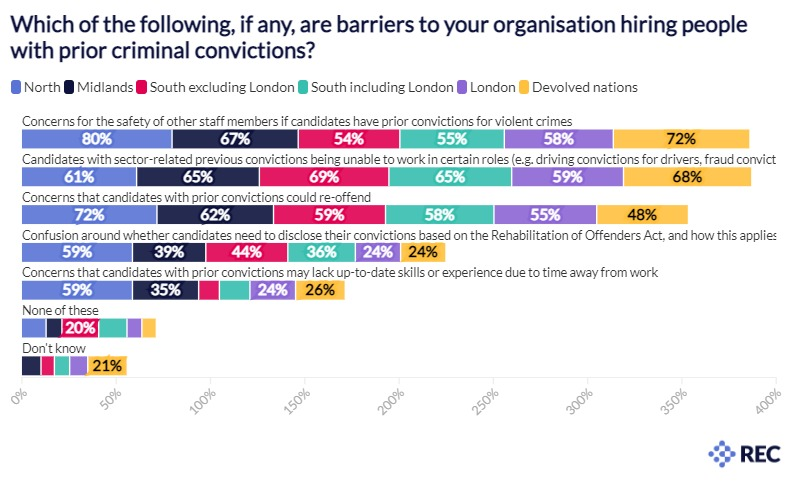 Which of the following, if any, are barriers to your organisation hiring people
with prior criminal convictions?
North Midlands South excluding London South including London London Devolved nations
Concerns for the safety of other staff members if candidates have prior convictions for violent crimes
80% 67% 54% 55% 58% 72%
Candidates with sector-related previous convictions being unable to work in certain roles (e.g. driving convictions for drivers, fraud convict
61% 65% 69% 65% 59% 68%
Concerns that candidates with prior convictions could re-offend
72% 62% 59% 58% 55% 48%
Confusion around whether candidates need to disclose their convictions based on the Rehabilitation of Offenders Act, and how this applies
59% 39% 44% 36% 24% 24%
Concerns that candidates with prior convictions may lack up-to-date skills or experience due to time away from work
59% 35% 24% 26%
None of these
20%
Don't know
21%
0% 50% 100% 150% 200% 250% 300% 350% 400%
REC